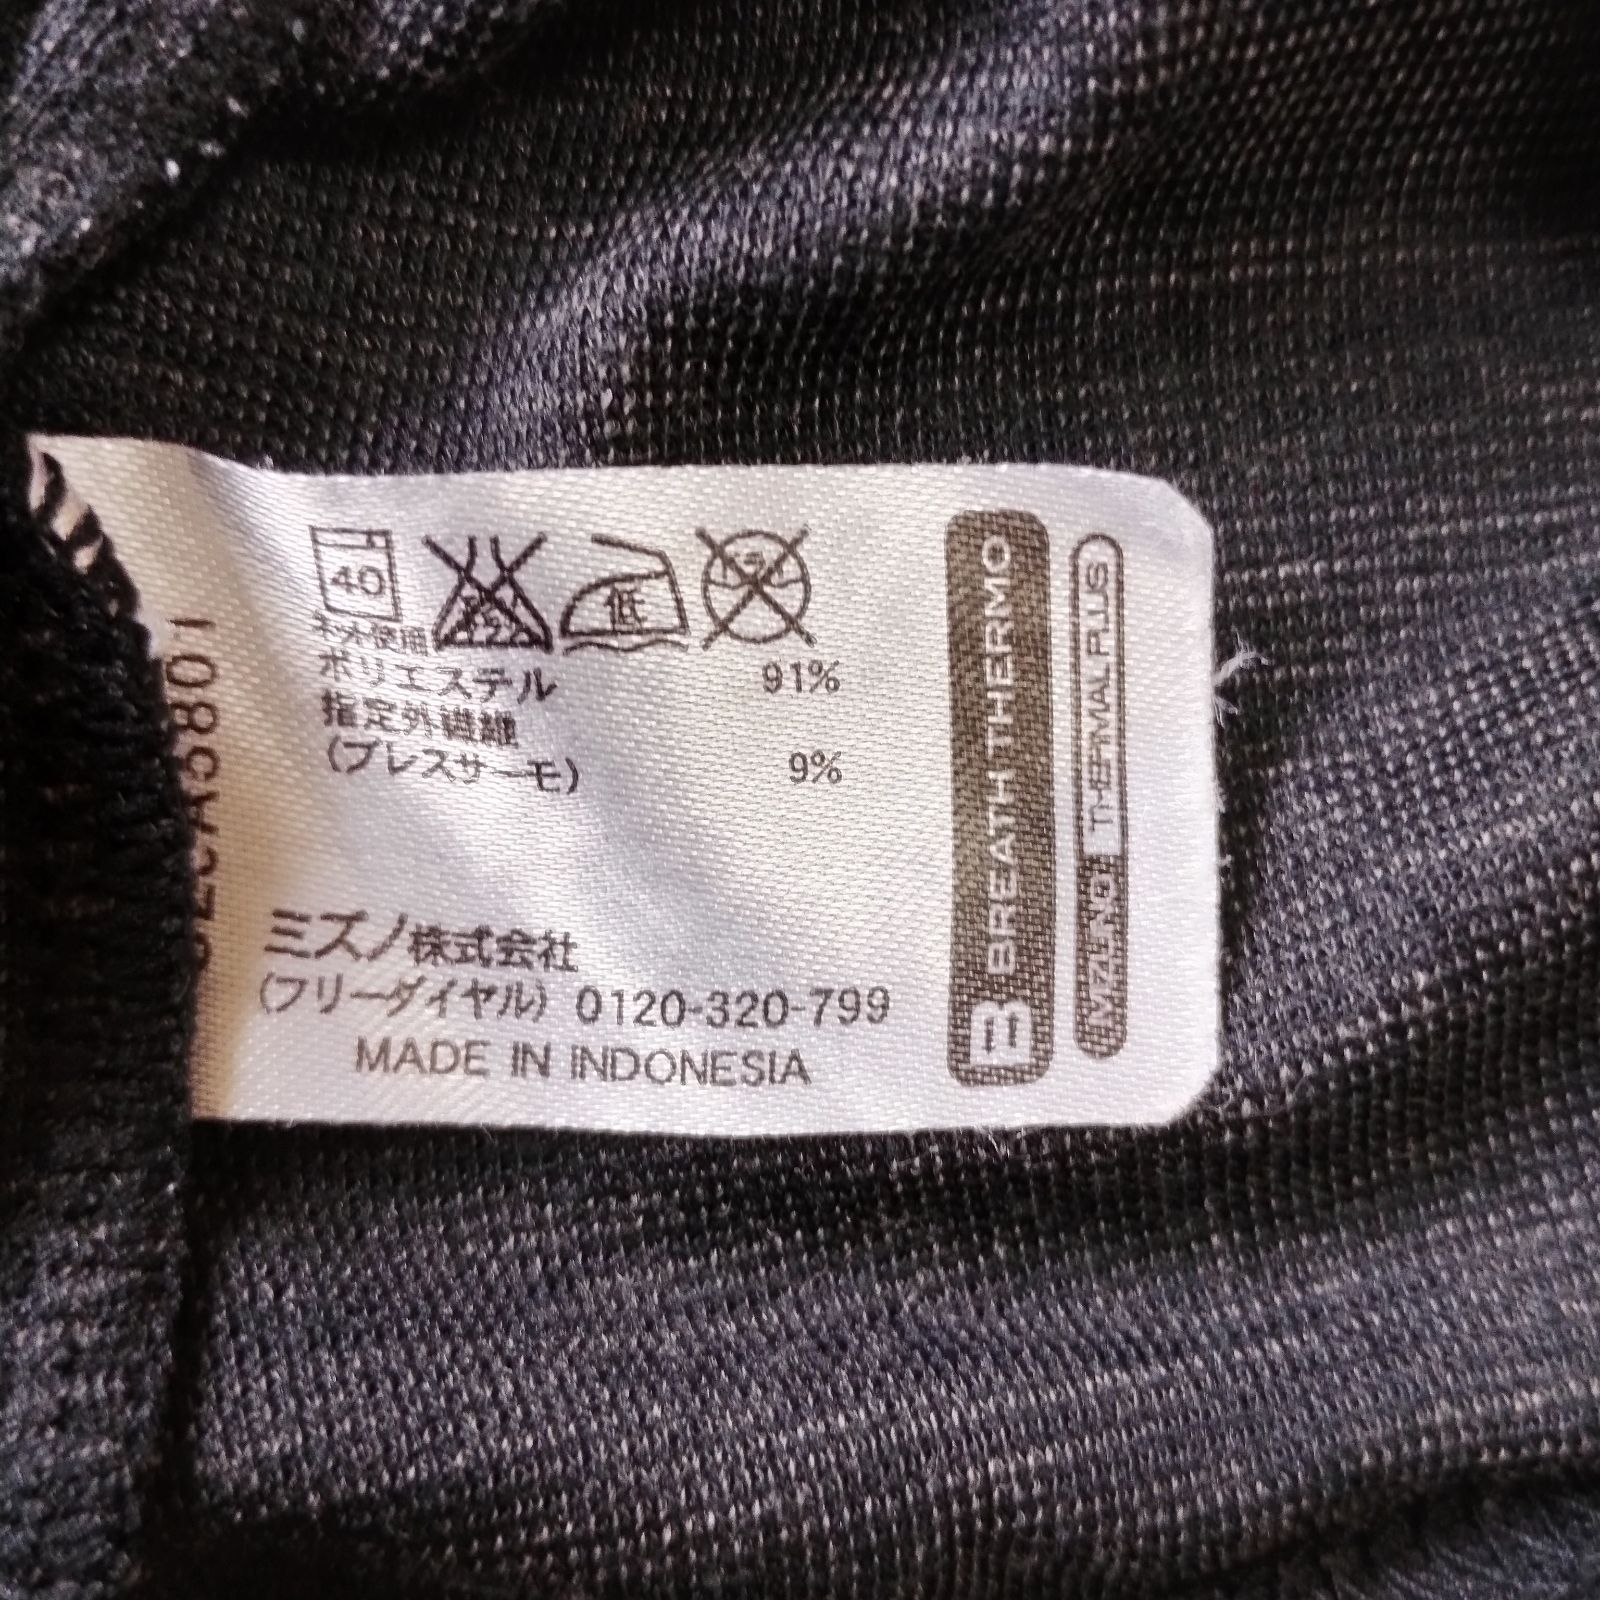 40
ネット使用
低
ポリエステル 91%
指定外繊維
(ブレスサーモ) 9%
ミズノ株式会社
(フリーダイヤル) 0120-320-799
MADE IN INDONESIA
BREATH THERMO
MIZUNO THERMAL PLUS
A5801